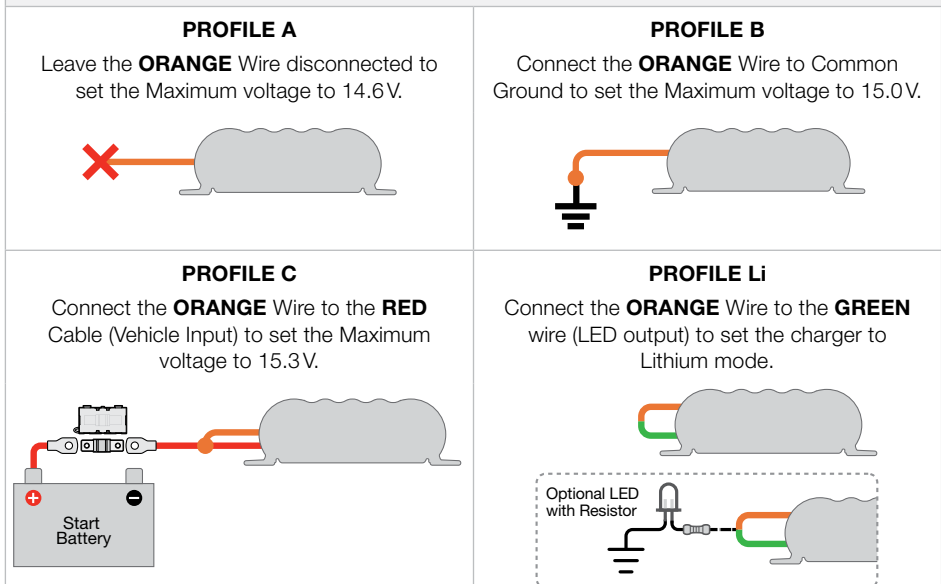 PROFILE A
Leave the ORANGE Wire disconnected to
set the Maximum voltage to 14.6V.
PROFILE B
Connect the ORANGE Wire to Common
Ground to set the Maximum voltage to 15.0V.
PROFILE C
Connect the ORANGE Wire to the RED
Cable (Vehicle Input) to set the Maximum
voltage to 15.3V.
Start
Battery
PROFILE Li
Connect the ORANGE Wire to the GREEN
wire (LED output) to set the charger to
Lithium mode.
Optional LED
with Resistor